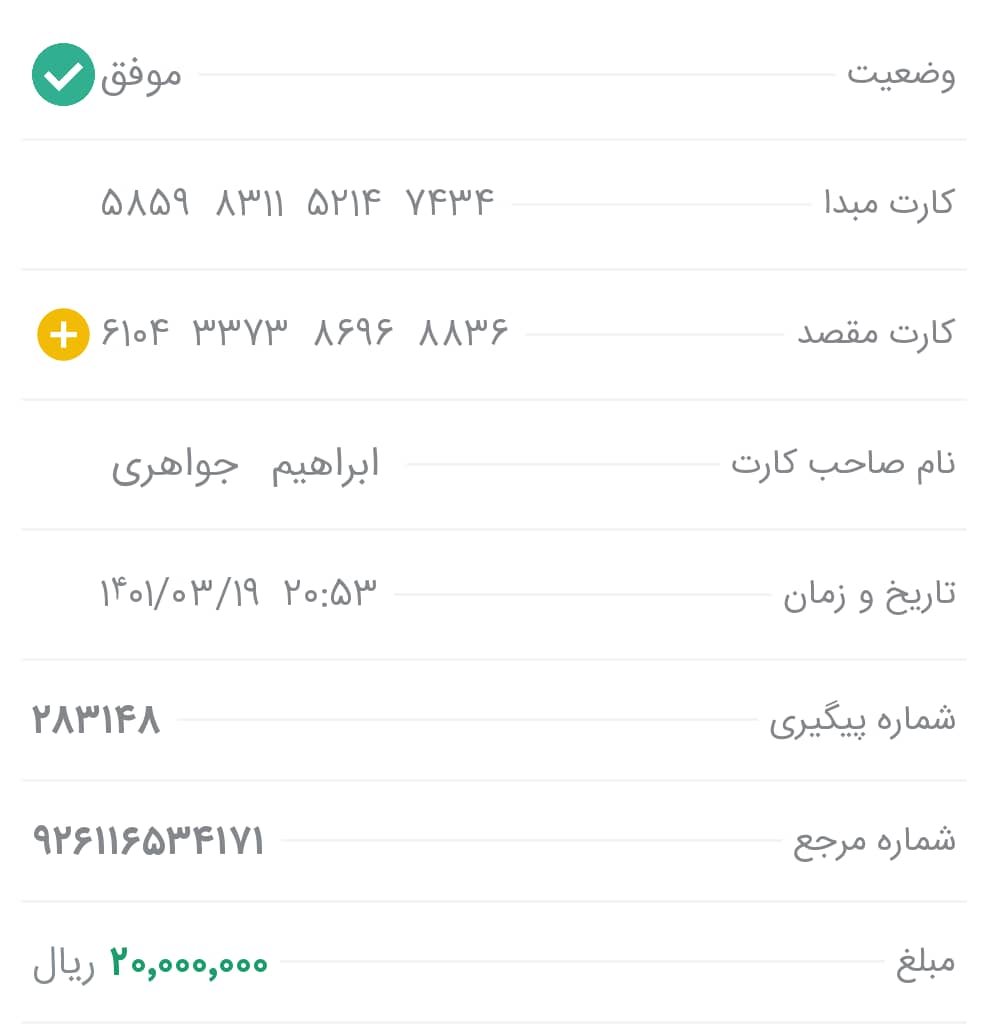 وضعیت موفق
کارت مبدا ۵۸۵۹ ۸۳۱۱ ۵۲۱۴ ۷۴۳۴
کارت مقصد ۶۱۰۴ ۳۳۷۳ ۸۶۹۶ ۸۸۳۶
نام صاحب کارت ابراهیم جواهری
تاریخ و زمان ۱۴۰۱/۰۳/۱۹ ۲۰:۵۳
شماره پیگیری ۲۸۳۱۴۸
شماره مرجع ۹۲۶۱۱۶۵۳۴۱۷۱
مبلغ ۲۰,۰۰۰,۰۰۰ ریال